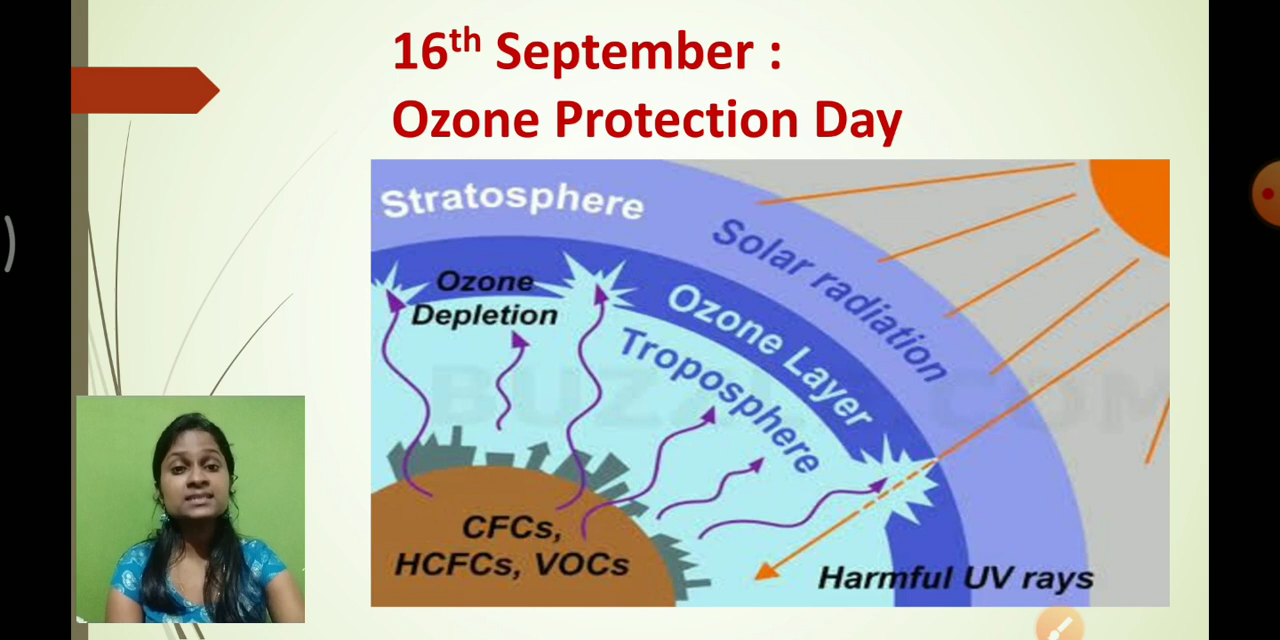 16th September :
Ozone Protection Day
Stratosphere
Solar radiation
Ozone
Depletion
Ozone Layer
Troposphere
CFCs,
HCFCs, VOCs
Harmful UV rays